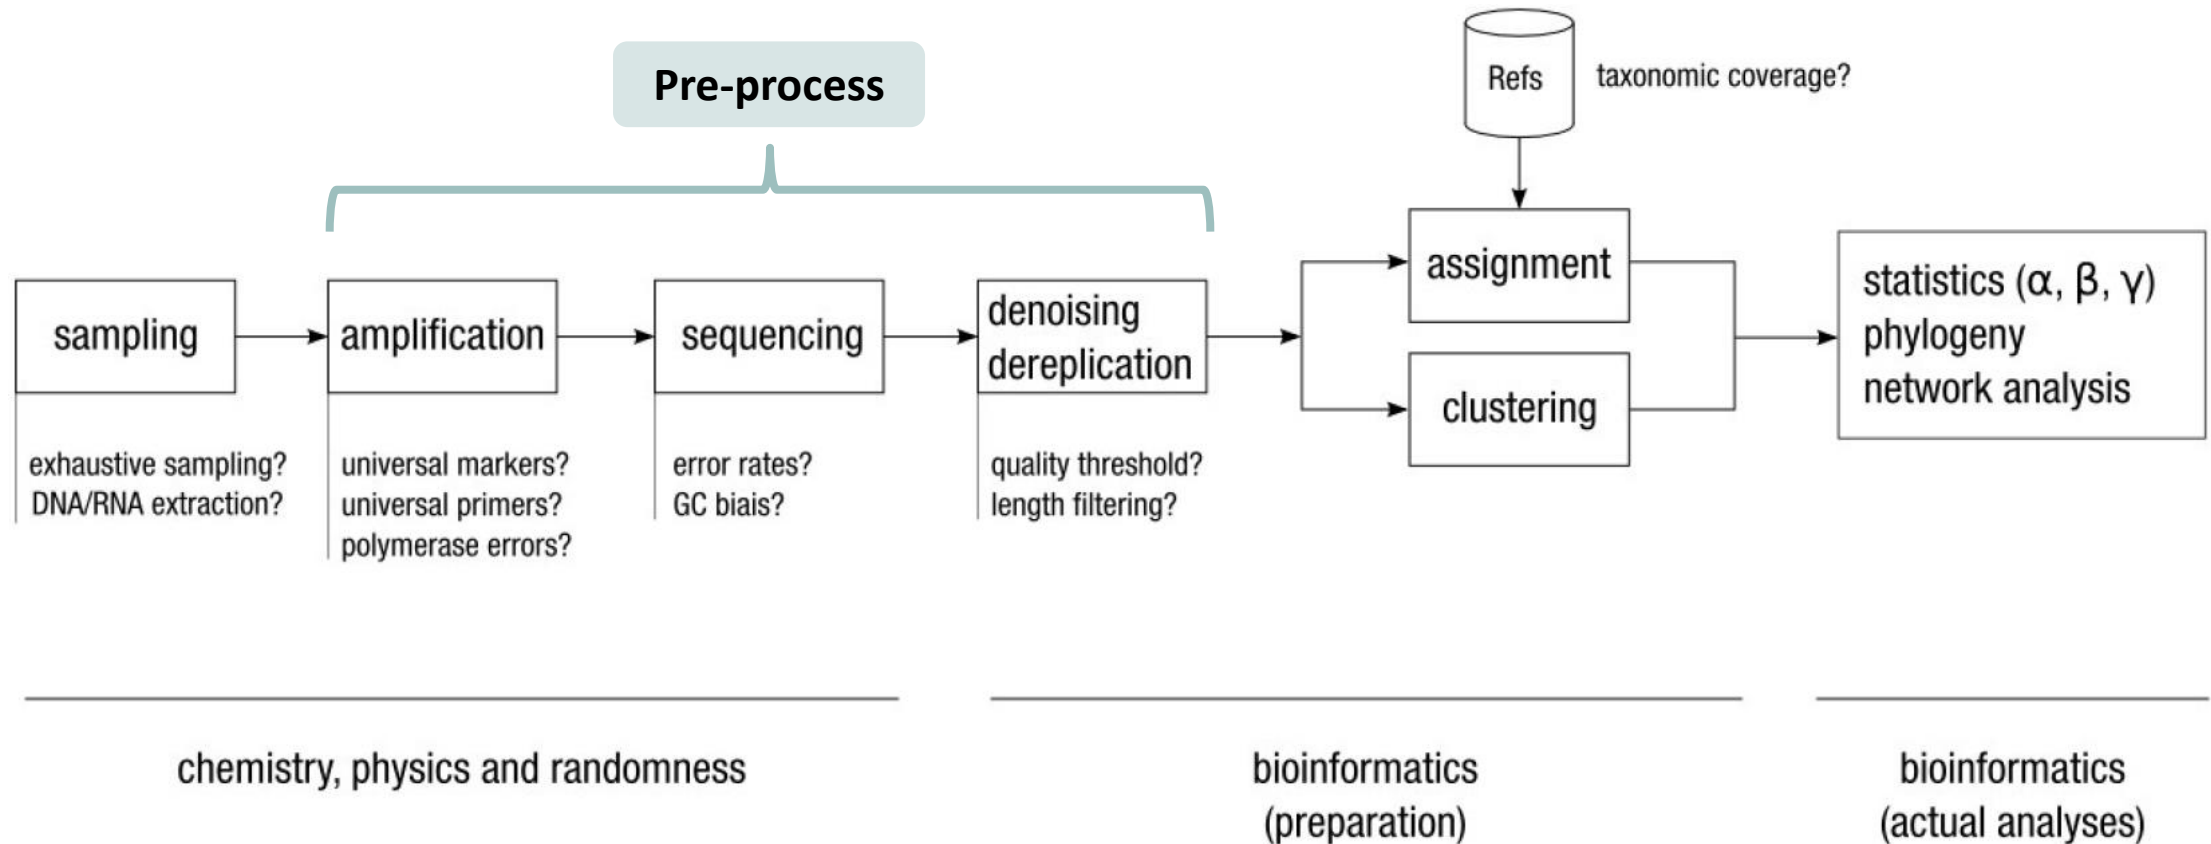 Pre-process
Refs
taxonomic coverage?
sampling
amplification
sequencing
denoising
dereplication
assignment
clustering
statistics (α, β, γ)
phylogeny
network analysis
exhaustive sampling?
DNA/RNA extraction?
universal markers?
universal primers?
polymerase errors?
error rates?
GC biais?
quality threshold?
length filtering?
chemistry, physics and randomness
bioinformatics
(preparation)
bioinformatics
(actual analyses)